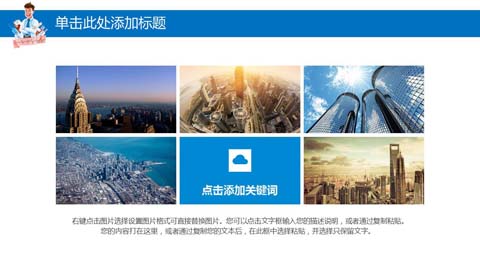 单击此处添加标题
点击添加关键词
右键点击图片选择设置图片格式可直接替换图片。您可以点击文字框输入您的描述说明，或者通过复制粘贴。
您的内容打在这里，或者通过复制您的文本后，在此框中选择粘贴，并选择只保留文字。